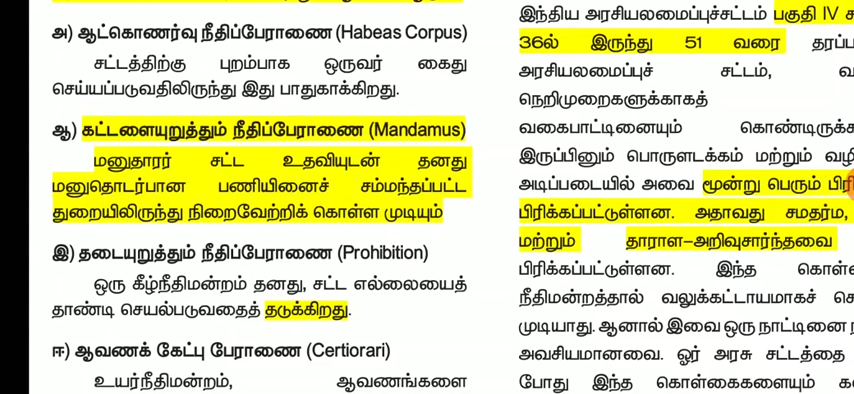 அ) ஆட்கொணர்வு நீதிப்பேராணை (Habeas Corpus)
சட்டத்திற்கு புறம்பாக ஒருவர் கைது
செய்யப்படுவதிலிருந்து இது பாதுகாக்கிறது.
ஆ) கட்டளையுறுத்தும் நீதிப்பேராணை (Mandamus)
மனுதாரர் சட்ட உதவியுடன் தனது
மனுதொடர்பான பணியினைச் சம்மந்தப்பட்ட
துறையிலிருந்து நிறைவேற்றிக் கொள்ள முடியும்
இ) தடையுறுத்தும் நீதிப்பேராணை (Prohibition)
ஒரு கீழ்நீதிமன்றம் தனது, சட்ட எல்லையைத்
தாண்டி செயல்படுவதைத் தடுக்கிறது.
ஈ) ஆவணக் கேட்பு பேராணை (Certiorari)
உயர்நீதிமன்றம், ஆவணங்களை
இந்திய அரசியலமைப்புச்சட்டம் பகுதி IV
36ல் இருந்து 51 வரை
அரசியலமைப்புச் சட்டம்,
நெறிமுறைகளுக்காகத்
வகைபாட்டினையும்
இருப்பினும் பொருளடக்கம் மற்றும்
அடிப்படையில் அவை மூன்று பெரும்
பிரிக்கப்பட்டுள்ளன. அதாவது சமதர்ம,
மற்றும் தாராள-அறிவுசார்ந்தவை
பிரிக்கப்பட்டுள்ளன. இந்த
நீதிமன்றத்தால் வலுக்கட்டாயமாகச்
முடியாது. ஆனால் இவை ஒரு நாட்டினை
அவசியமானவை. ஓர் அரசு சட்டத்தை
போது இந்த கொள்கைகளையும்